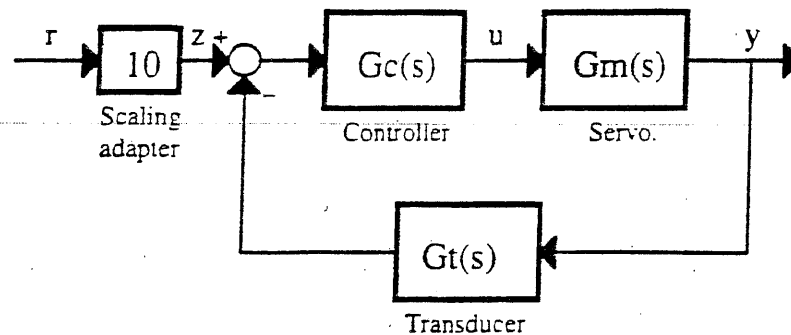 r
10
z
+
-
Gc(s)
u
Gm(s)
y
Scaling
adapter
Controller
Servo.
Gt(s)
Transducer